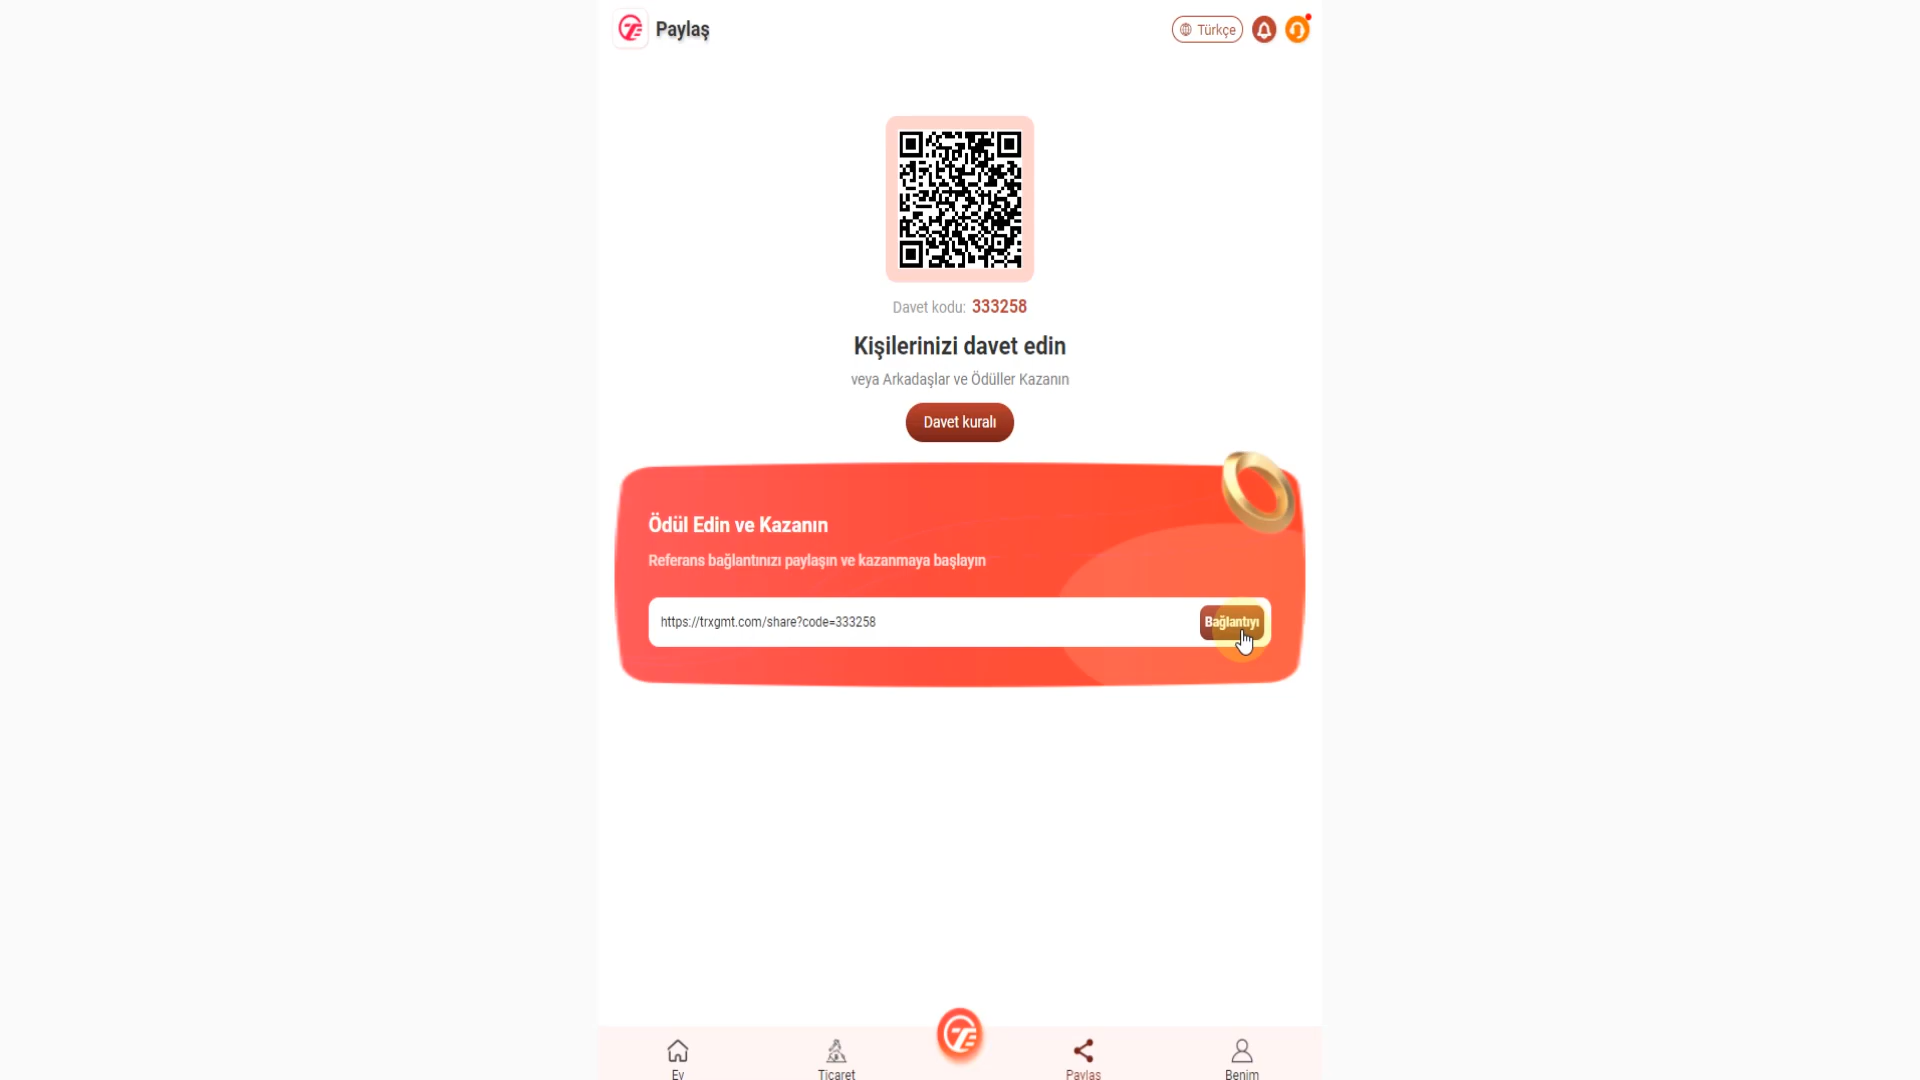 Paylaş
Türkçe
Davet kodu: 333258
Kişilerinizi davet edin
veya Arkadaşlar ve Ödüller Kazanın
Davet kuralı
Ödül Edin ve Kazanın
Referans bağlantınızı paylaşın ve kazanmaya başlayın
https://trxgmt.com/share?code=333258
Bağlantıyı
Ev
Ticaret
Paylaş
Benim